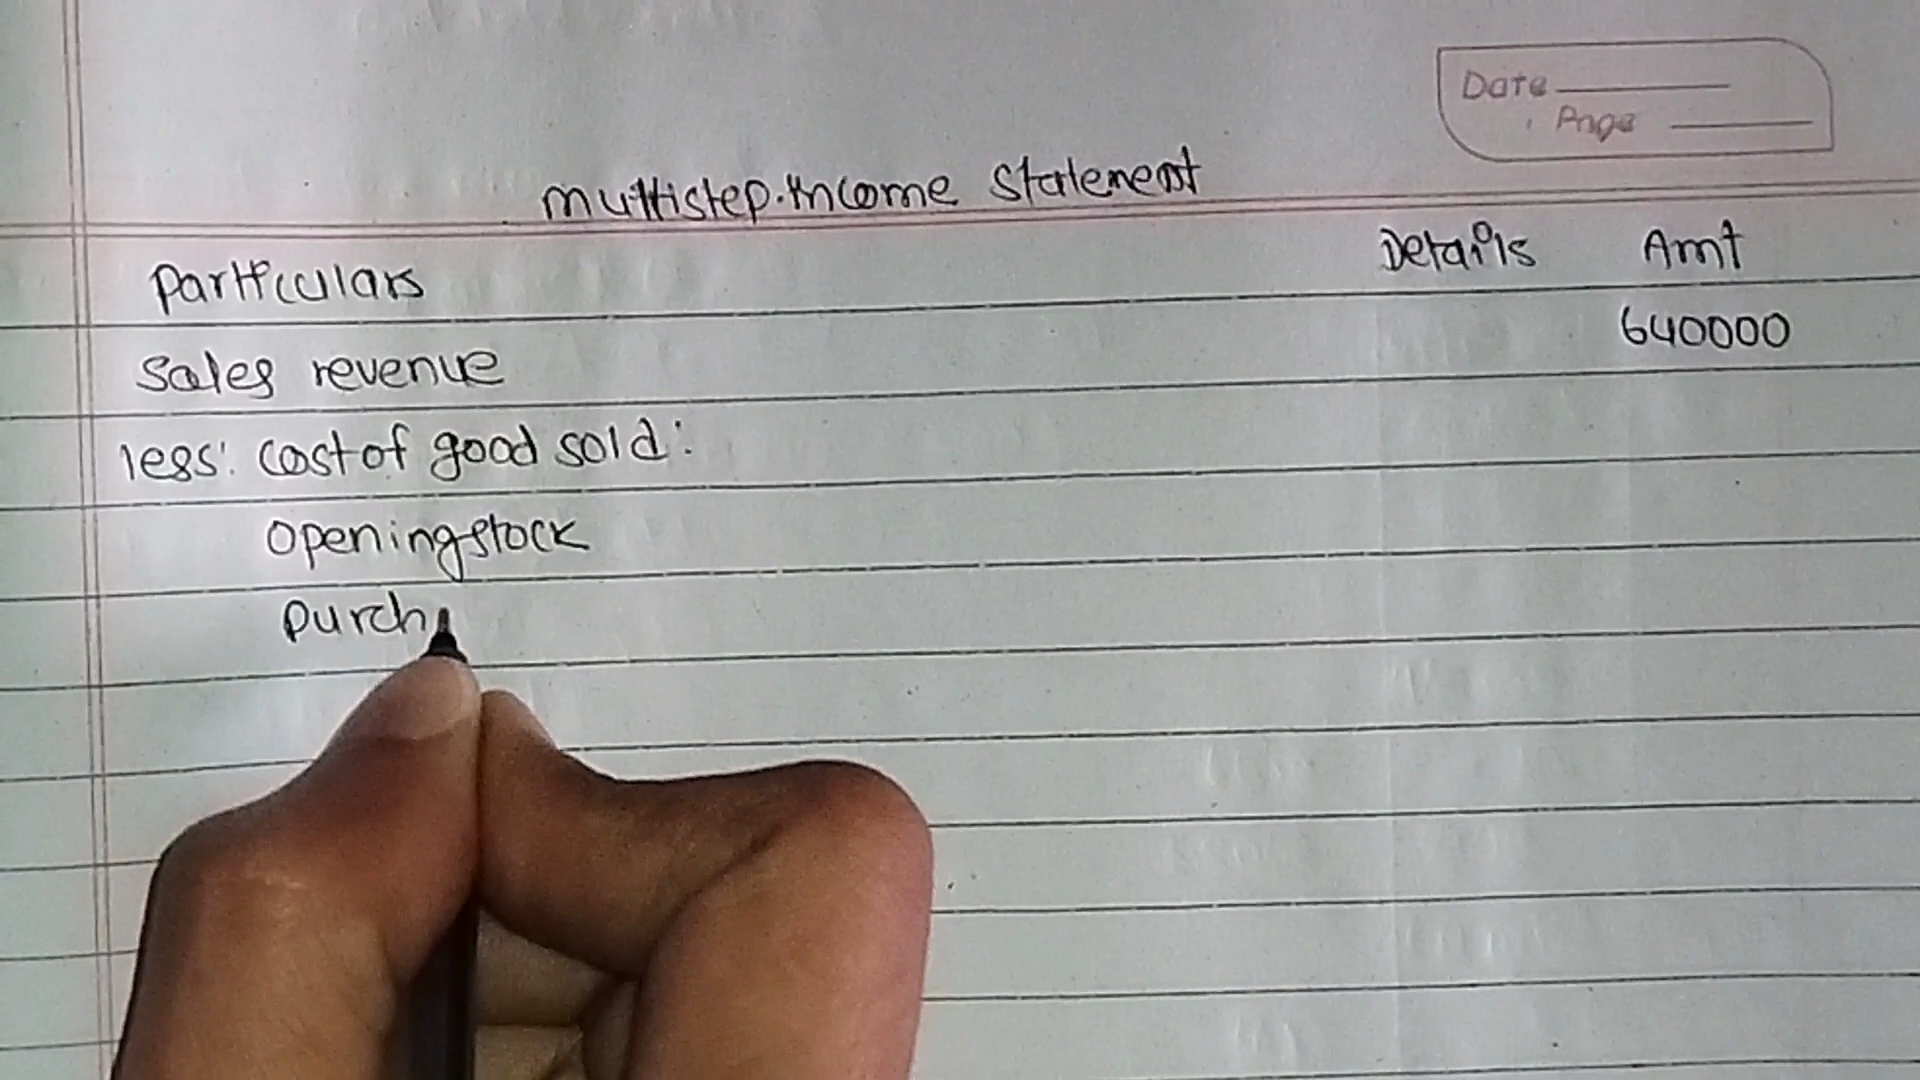 Date
Page
multistep.Income statement
particulars Details Amt
sales revenue 640000
less: cost of good sold:
opening stock
purch